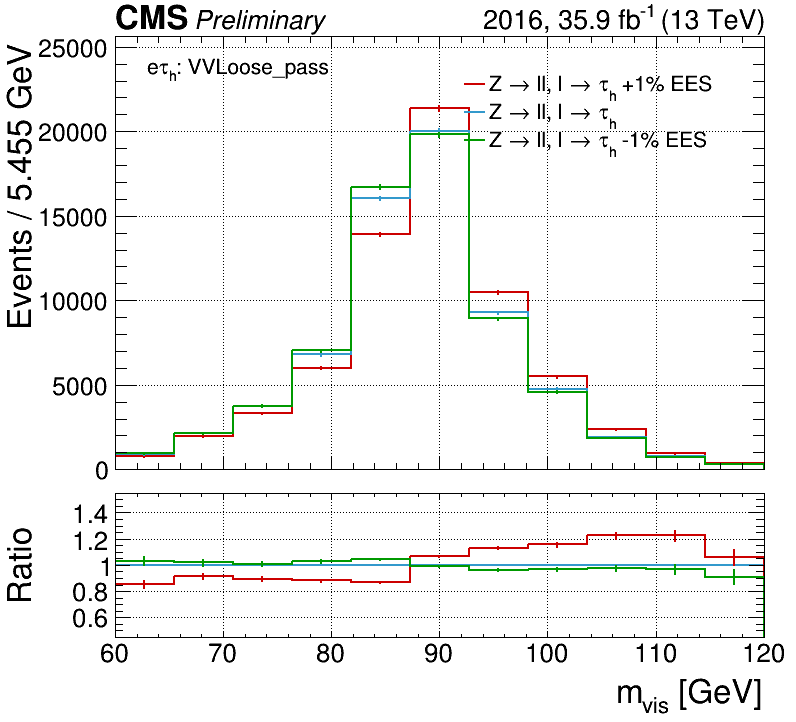 CMS Preliminary 2016, 35.9 fb⁻¹ (13 TeV)
eτₕ: VVLoose_pass
Z → ll, l → τₕ +1% EES
Z → ll, l → τₕ
Z → ll, l → τₕ -1% EES
Events / 5.455 GeV
25000
20000
15000
10000
5000
0
Ratio
1.4
1.2
1
0.8
0.6
60 70 80 90 100 110 120
m_vis [GeV]